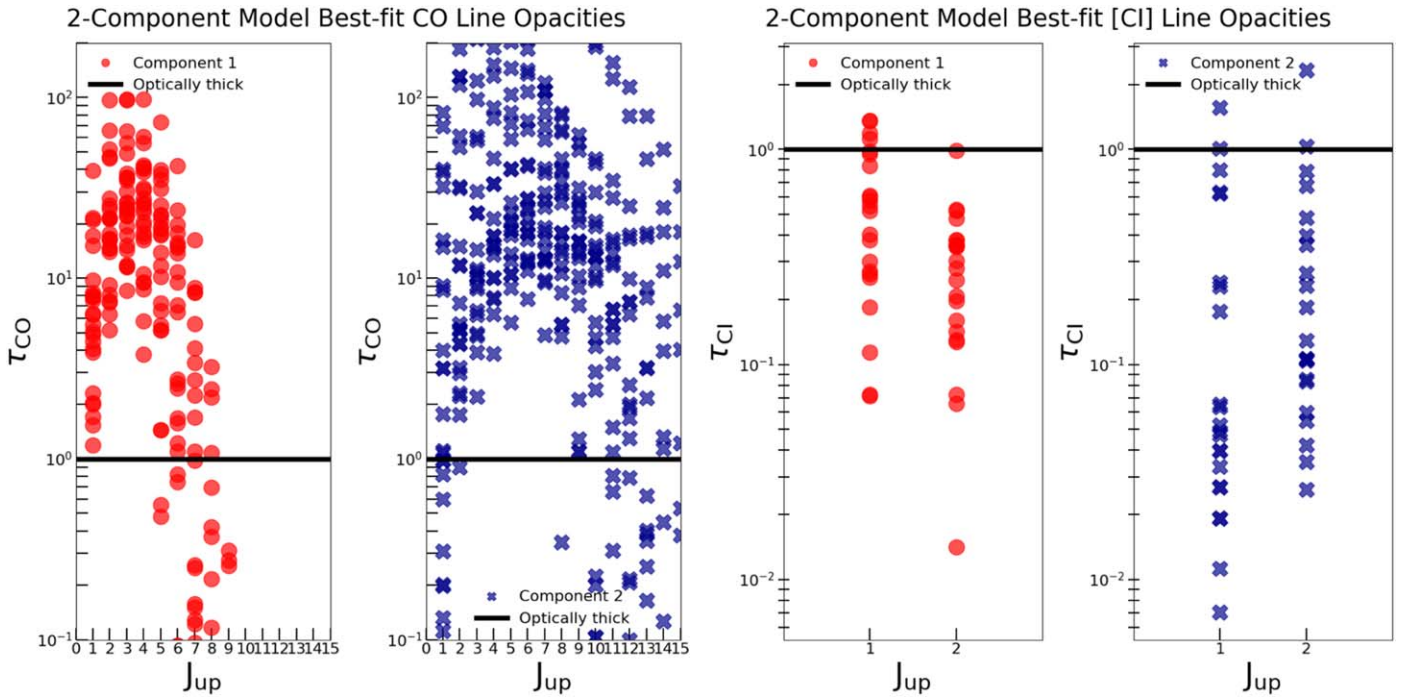 2-Component Model Best-fit CO Line Opacities
2-Component Model Best-fit [CI] Line Opacities
Component 1
Optically thick
10²
10¹
10⁰
10⁻¹
τCO
0 1 2 3 4 5 6 7 8 9 10 11 12 13 14 15
Jup
Component 2
Optically thick
10²
10¹
10⁰
10⁻¹
τCO
0 1 2 3 4 5 6 7 8 9 10 11 12 13 14 15
Jup
Component 1
Optically thick
10⁰
10⁻¹
10⁻²
τCI
1 2
Jup
Component 2
Optically thick
10⁰
10⁻¹
10⁻²
τCI
1 2
Jup